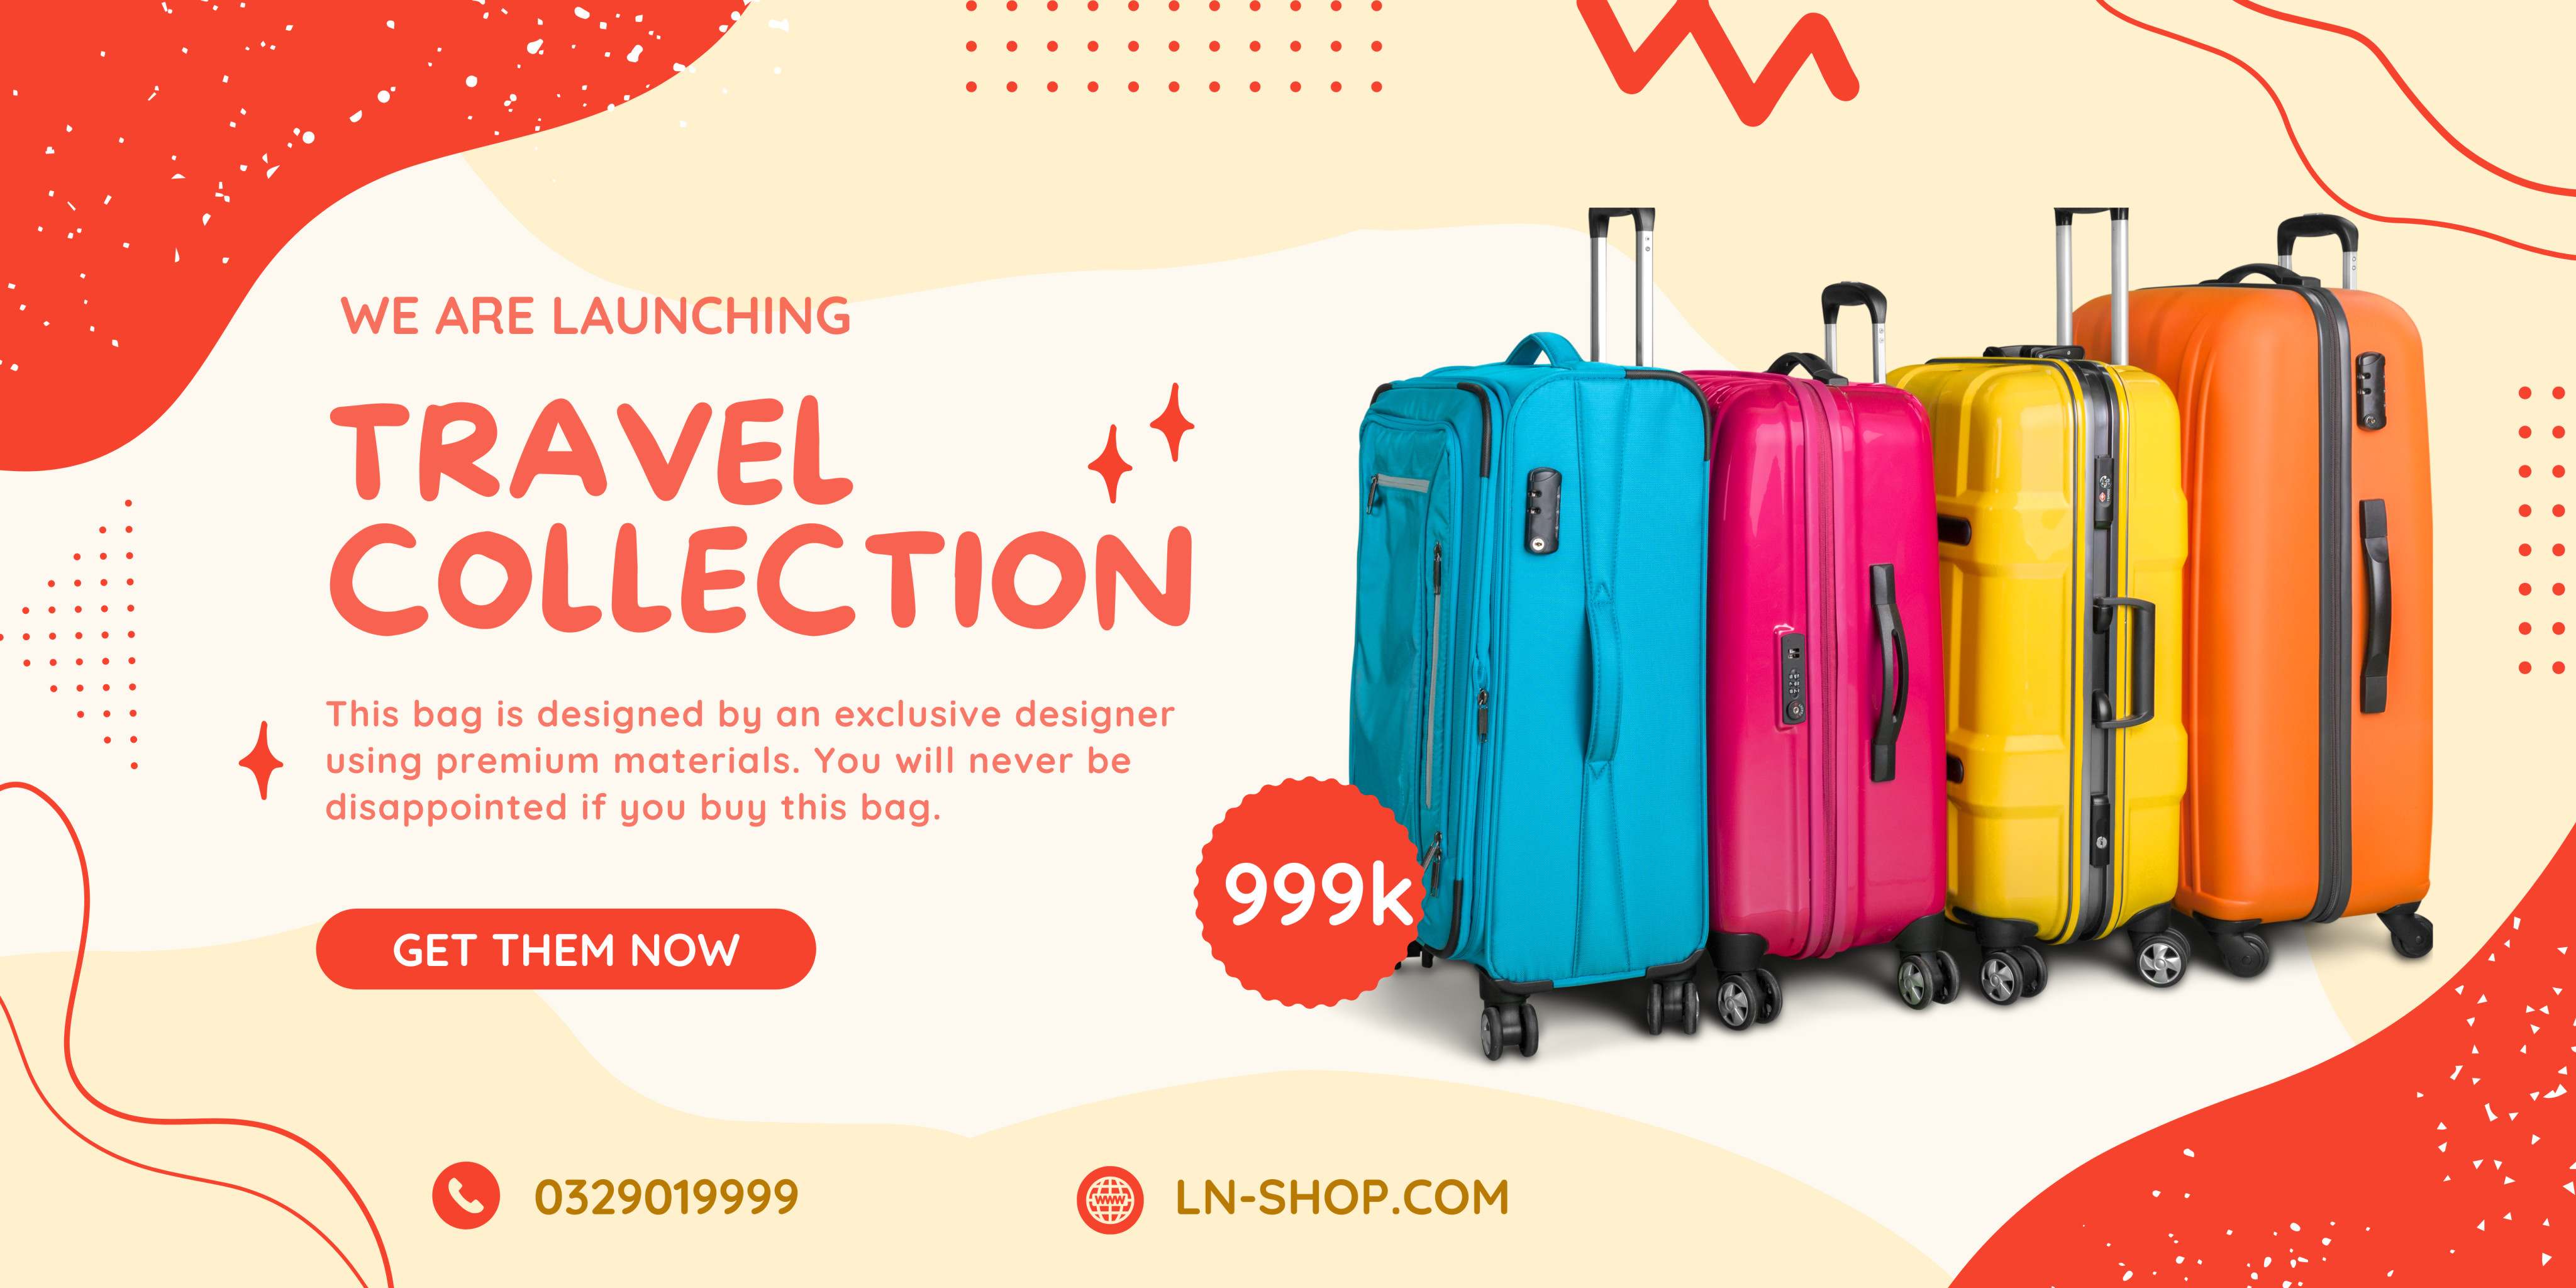 WE ARE LAUNCHING
TRAVEL
COLLECTION
This bag is designed by an exclusive designer
using premium materials. You will never be
disappointed if you buy this bag.
999k
GET THEM NOW
0329019999
www
LN-SHOP.COM